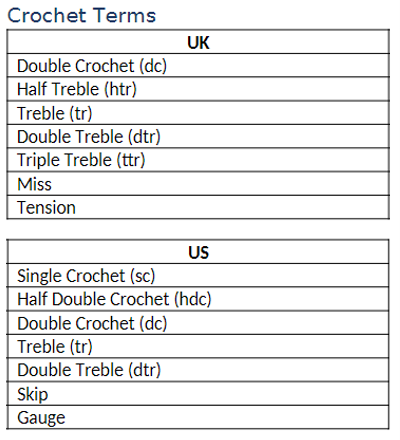 Crochet Terms
UK
Double Crochet (dc)
Half Treble (htr)
Treble (tr)
Double Treble (dtr)
Triple Treble (ttr)
Miss
Tension
US
Single Crochet (sc)
Half Double Crochet (hdc)
Double Crochet (dc)
Treble (tr)
Double Treble (dtr)
Skip
Gauge